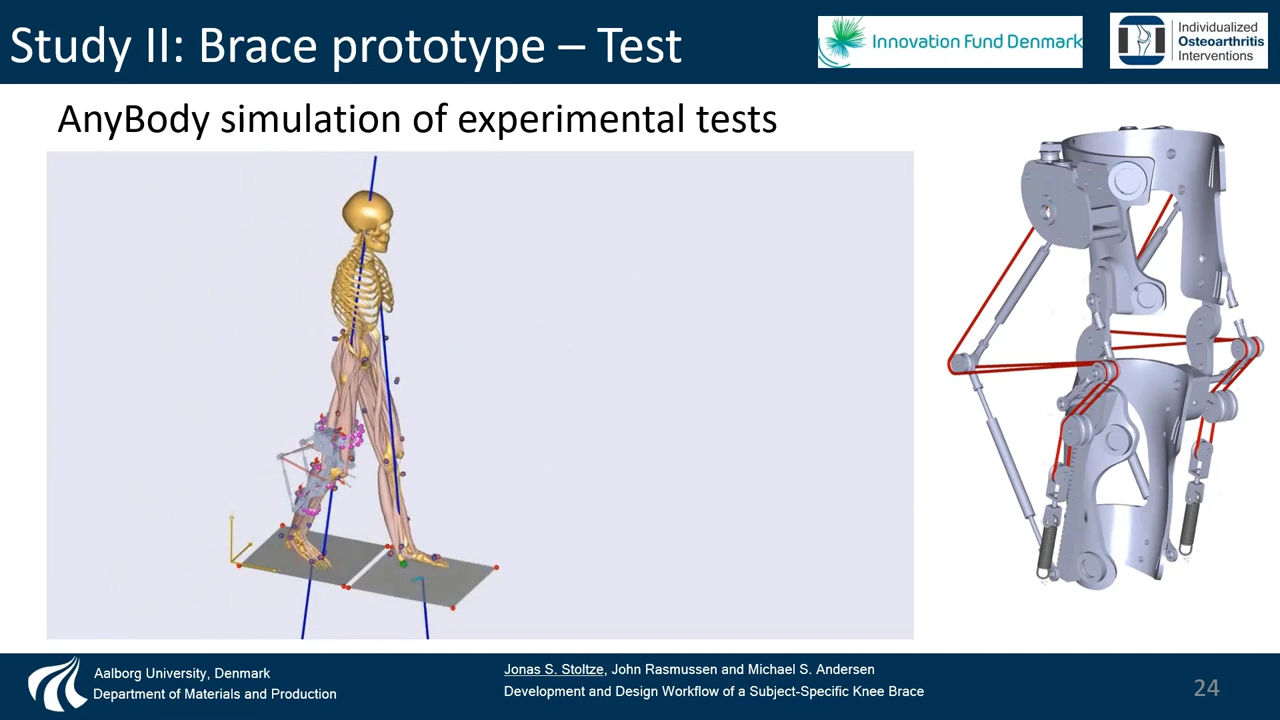 Study II: Brace prototype – Test
Innovation Fund Denmark
Individualized
Osteoarthritis
Interventions
AnyBody simulation of experimental tests
Aalborg University, Denmark
Department of Materials and Production
Jonas S. Stoltze, John Rasmussen and Michael S. Andersen
Development and Design Workflow of a Subject-Specific Knee Brace
24